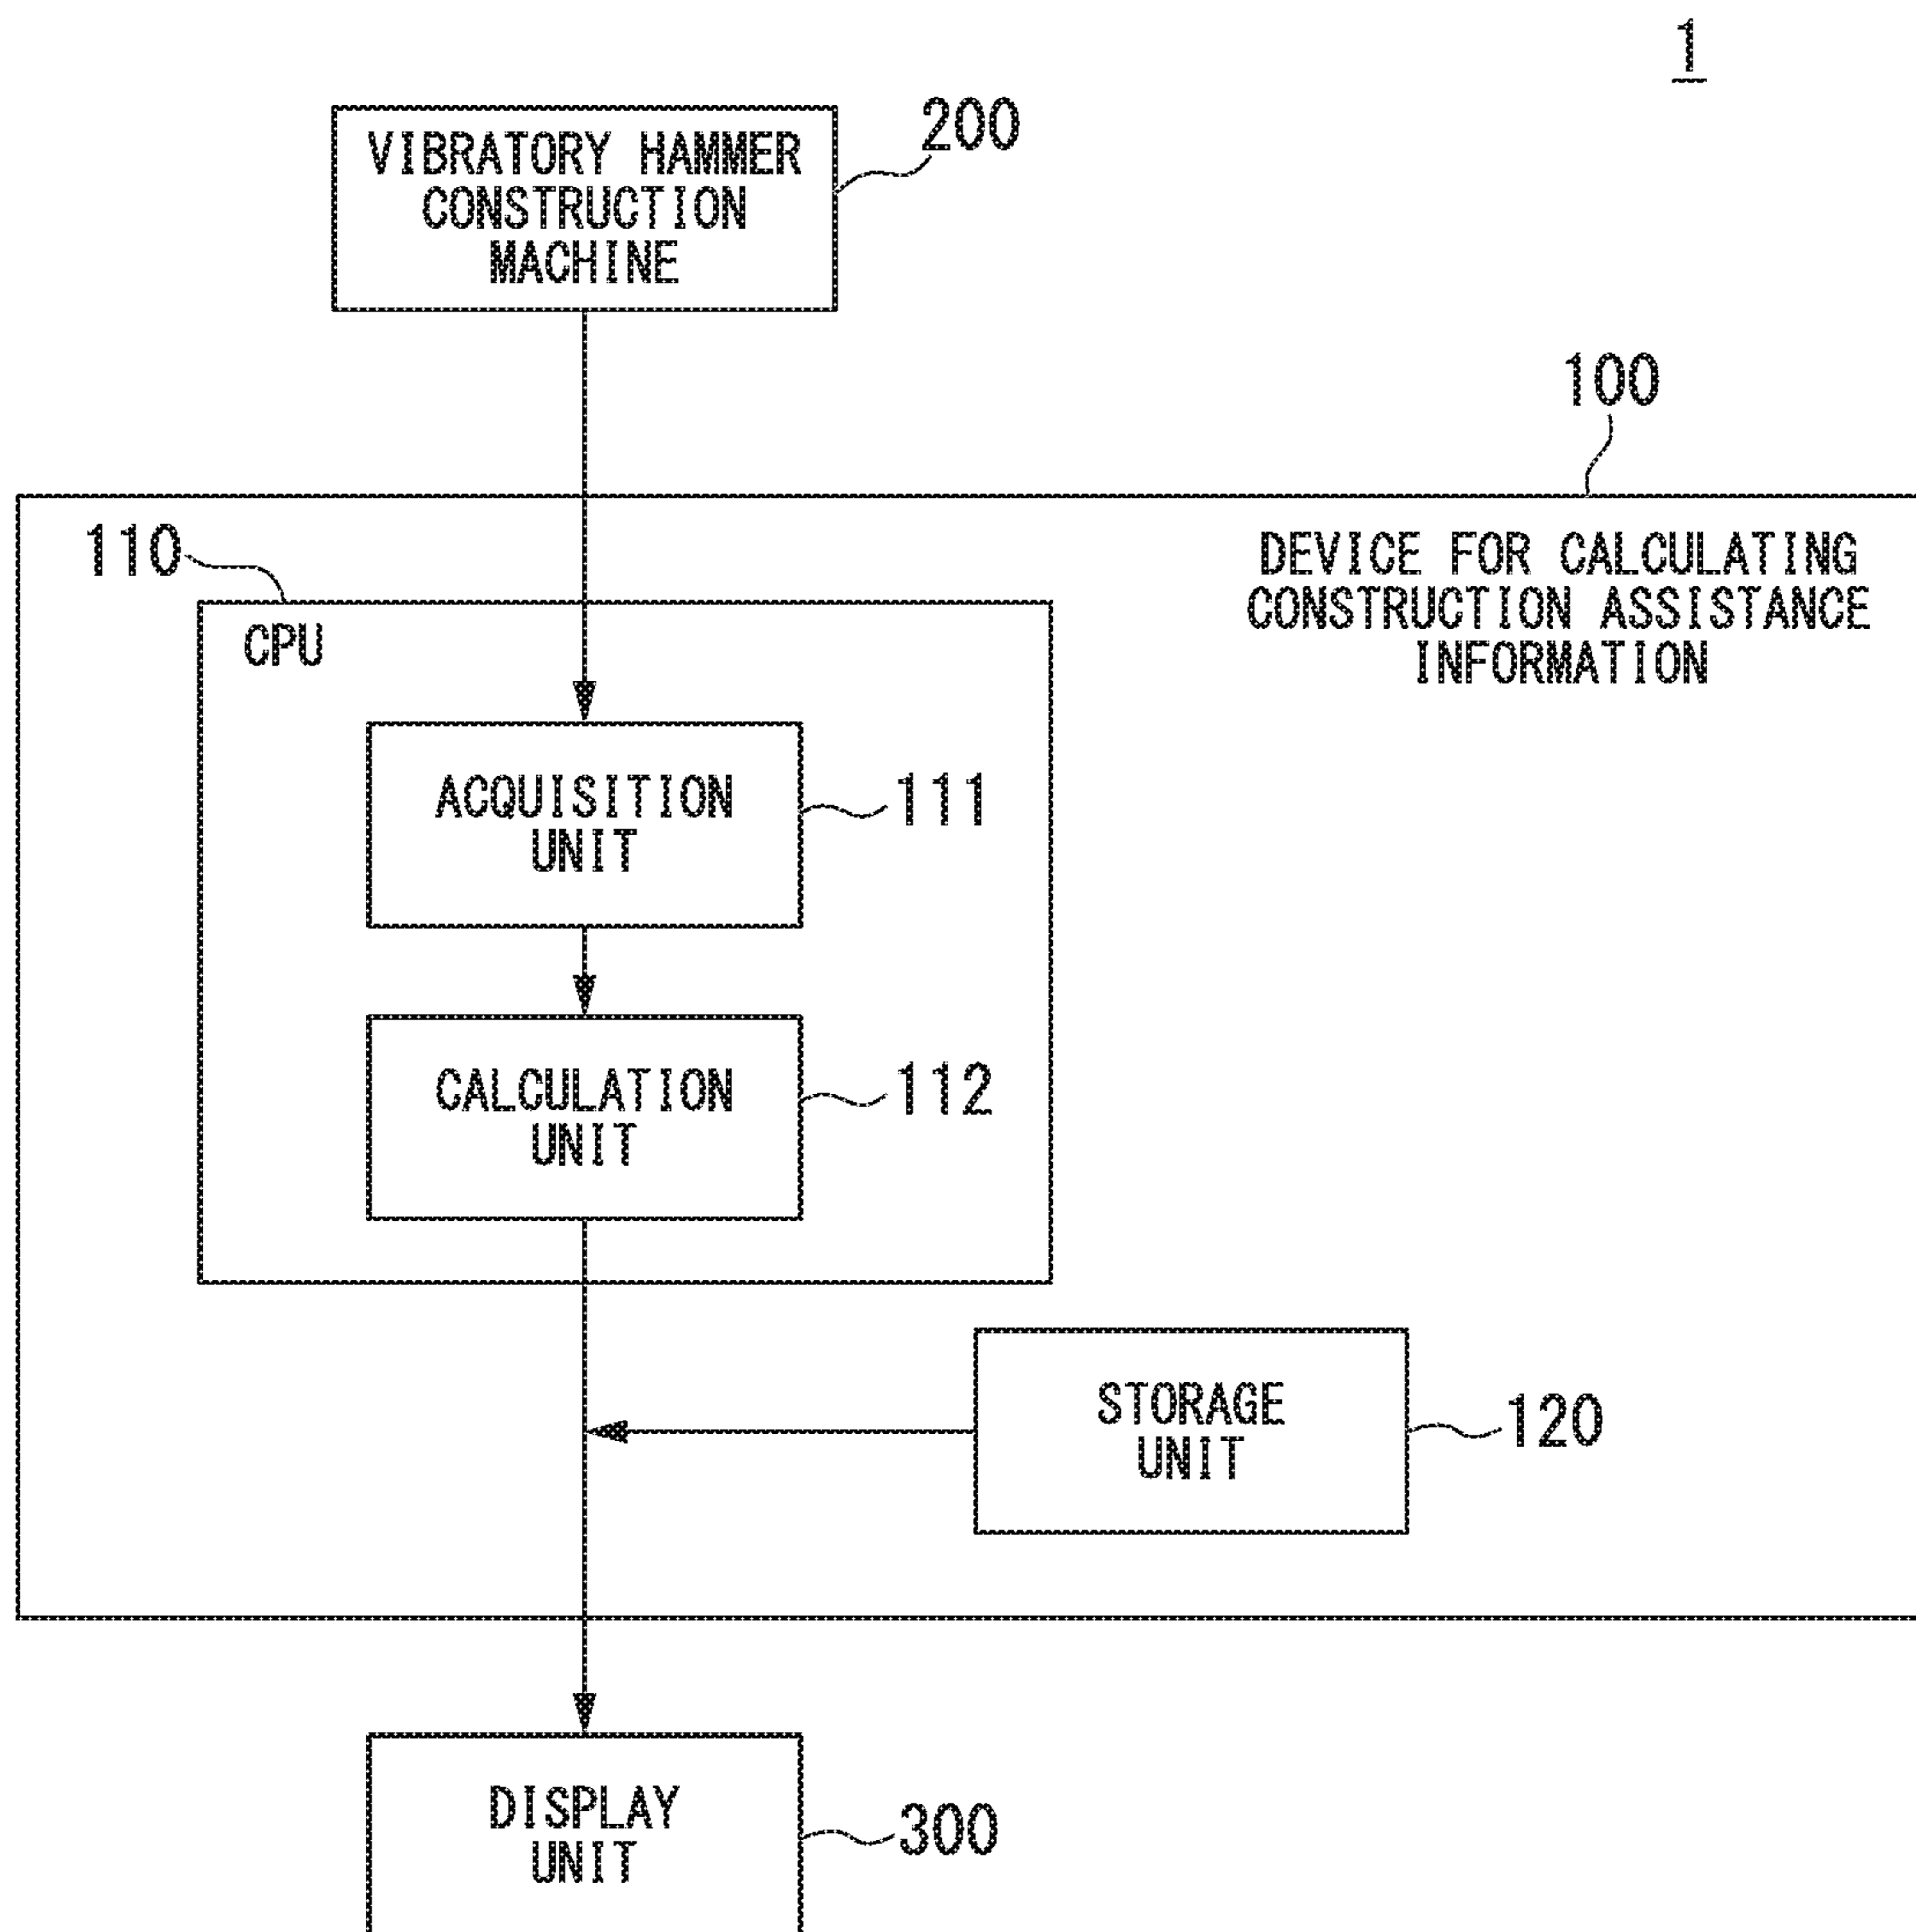 1
VIBRATORY HAMMER
CONSTRUCTION
MACHINE
200
100
110
DEVICE FOR CALCULATING
CONSTRUCTION ASSISTANCE
INFORMATION
CPU
ACQUISITION
UNIT
111
CALCULATION
UNIT
112
STORAGE
UNIT
120
DISPLAY
UNIT
300